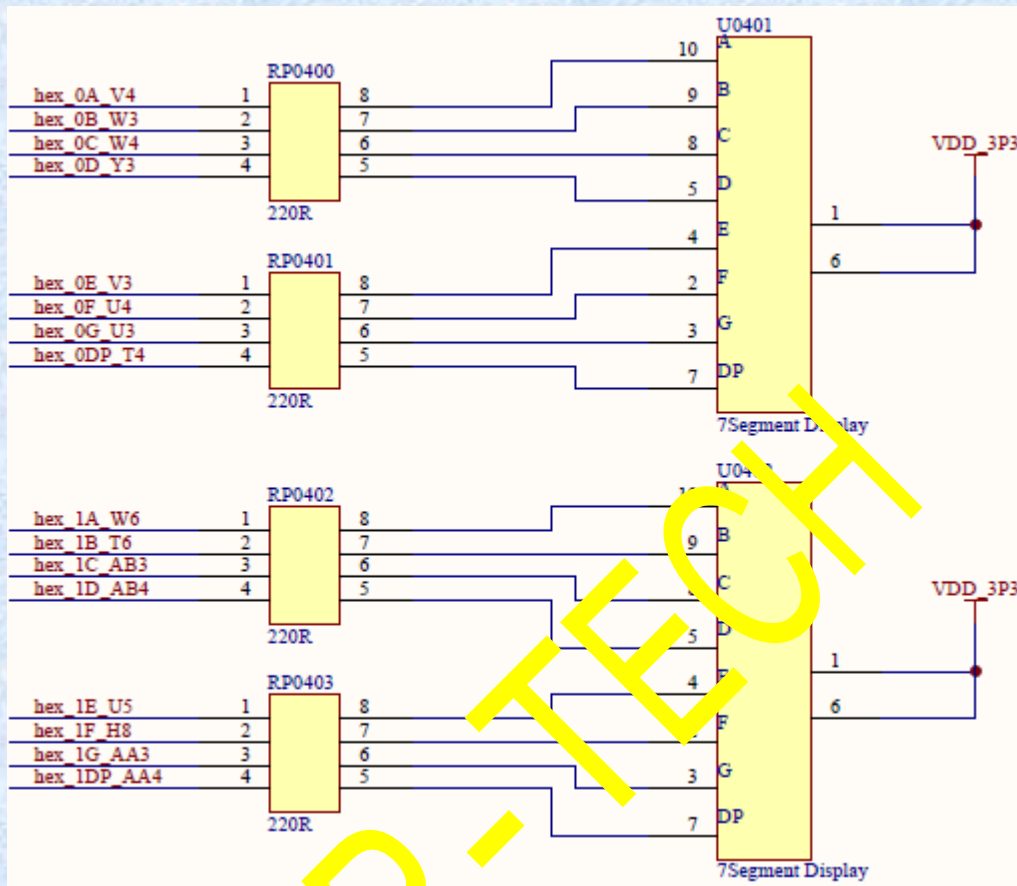 U0401
RP0400
hex_0A_V4 1 8 10 A
hex_0B_W3 2 7 9 B
hex_0C_W4 3 6 8 C
hex_0D_Y3 4 5 5 D
220R
VDD_3P3
1
6
RP0401
hex_0E_V3 1 8 4 E
hex_0F_U4 2 7 2 F
hex_0G_U3 3 6 3 G
hex_0DP_T4 4 5 7 DP
220R
7Segment Display
RP0402
hex_1A_W6 1 8
hex_1B_T6 2 7 9 B
hex_1C_AB3 3 6 C
hex_1D_AB4 4 5 5 D
220R
VDD_3P3
1
6
RP0403
hex_1E_U5 1 8 4
hex_1F_H8 2 7 F
hex_1G_AA3 3 6 3 G
hex_1DP_AA4 4 5 7 DP
220R
7Segment Display
P-TECH